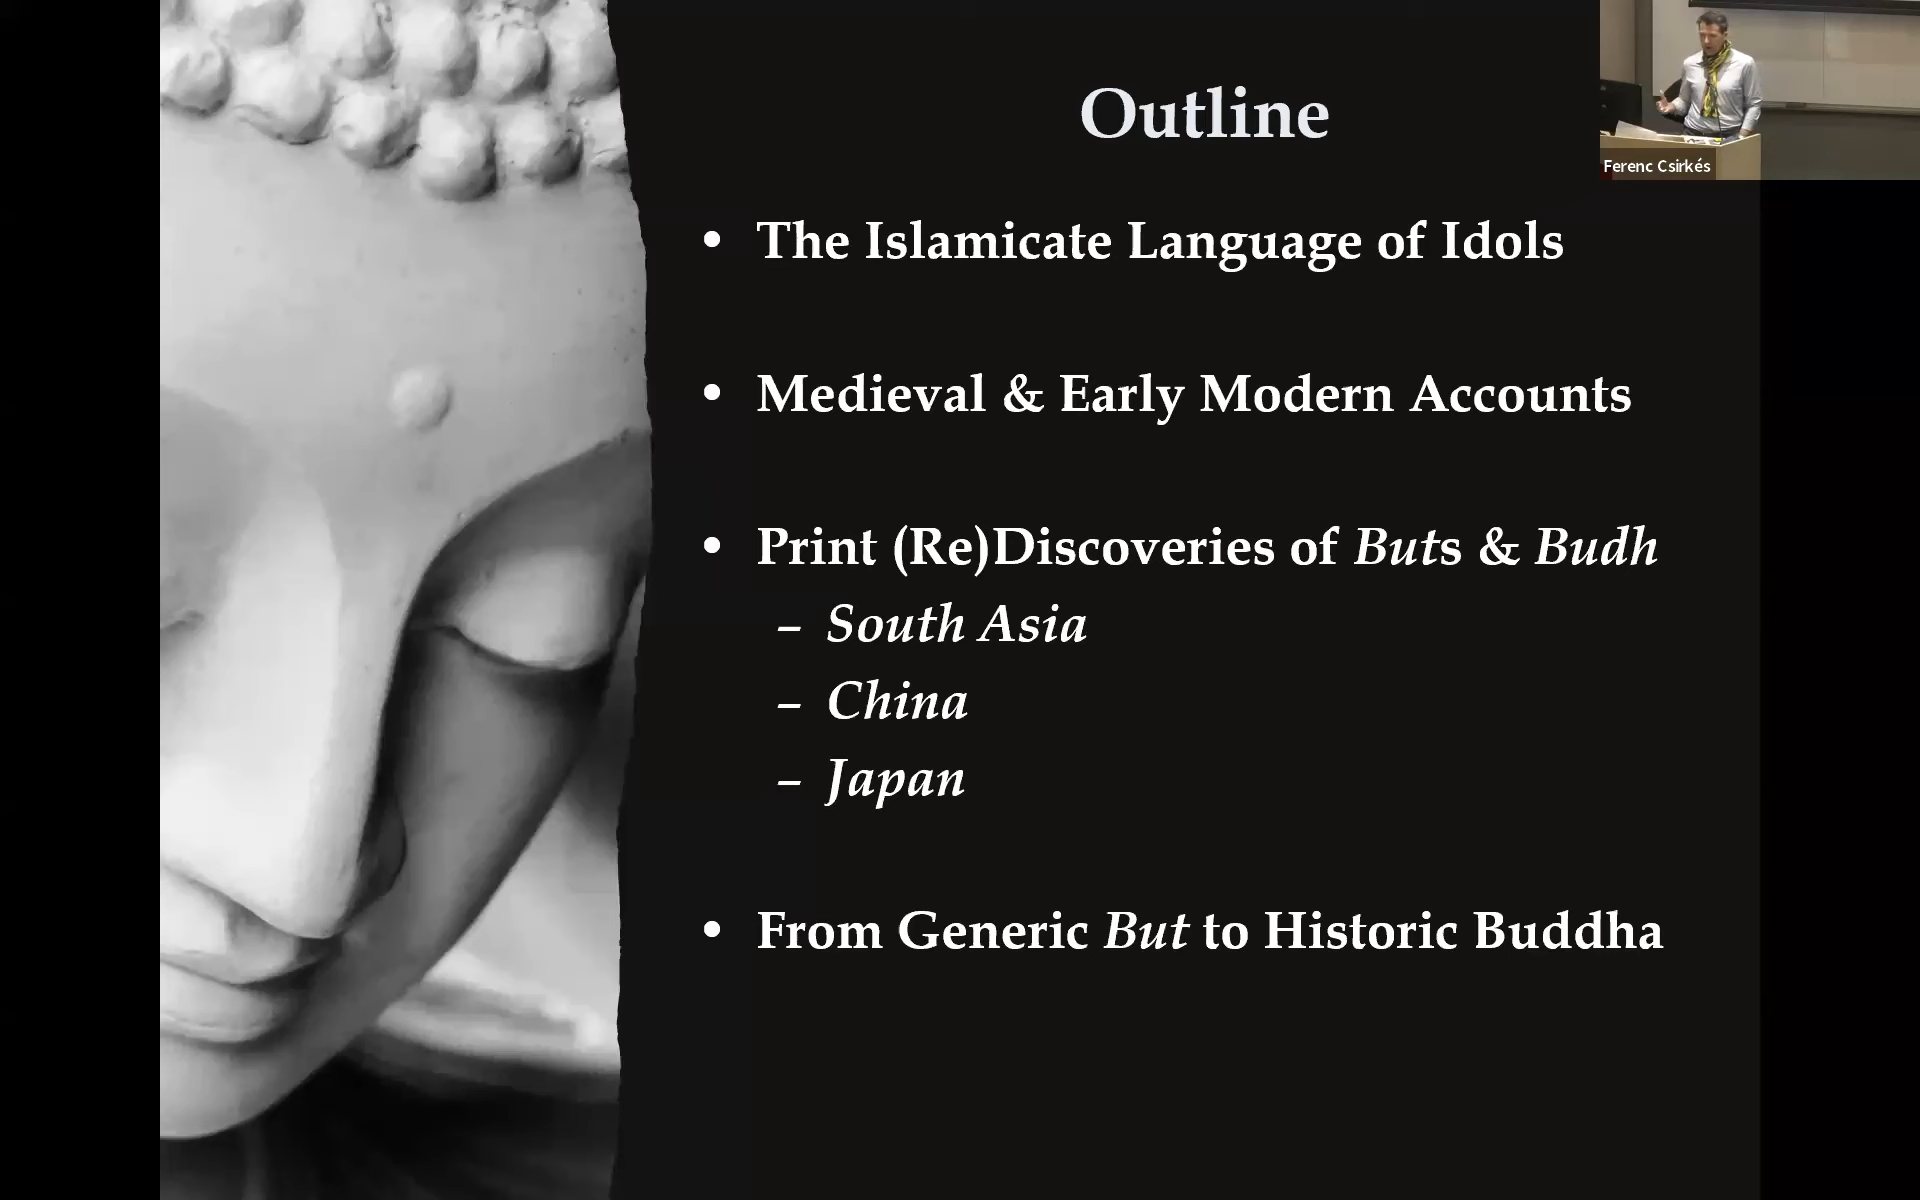 Outline
Ferenc Csirkés
• The Islamicate Language of Idols
• Medieval & Early Modern Accounts
• Print (Re)Discoveries of Buts & Budh
– South Asia
– China
– Japan
• From Generic But to Historic Buddha